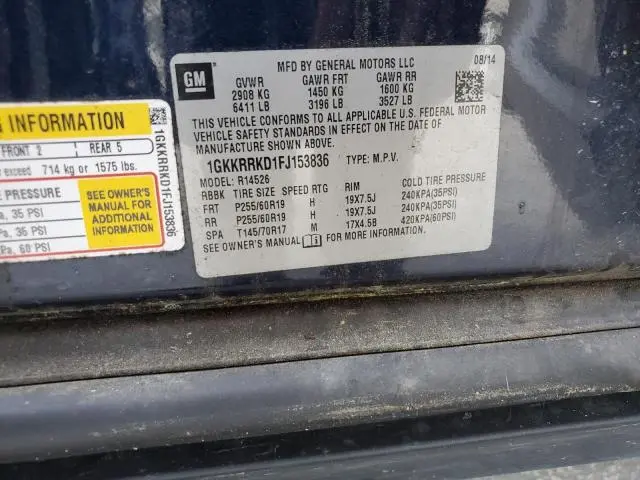 GM
MFD BY GENERAL MOTORS LLC
08/14
GVWR GAWR FRT GAWR RR
2908 KG 1450 KG 1600 KG
6411 LB 3196 LB 3527 LB
THIS VEHICLE CONFORMS TO ALL APPLICABLE U.S. FEDERAL MOTOR
VEHICLE SAFETY STANDARDS IN EFFECT ON THE DATE OF
MANUFACTURE SHOWN ABOVE.
1GKKRRKD1FJ153836 TYPE: M.P.V.
MODEL: R14526
RBBK TIRE SIZE SPEED RTG RIM COLD TIRE PRESSURE
FRT P255/60R19 H 19X7.5J 240KPA(35PSI)
RR P255/60R19 H 19X7.5J 240KPA(35PSI)
SPA T145/70R17 M 17X4.5B 420KPA(60PSI)
SEE OWNER'S MANUAL FOR MORE INFORMATION.
INFORMATION
FRONT 2 REAR 5
exceed 714 kg or 1575 lbs.
E PRESSURE
a, 35 PSI
a, 35 PSI
Pa, 60 PSI
SEE OWNER'S
MANUAL FOR
ADDITIONAL
INFORMATION
1GKKRRKD1FJ153836